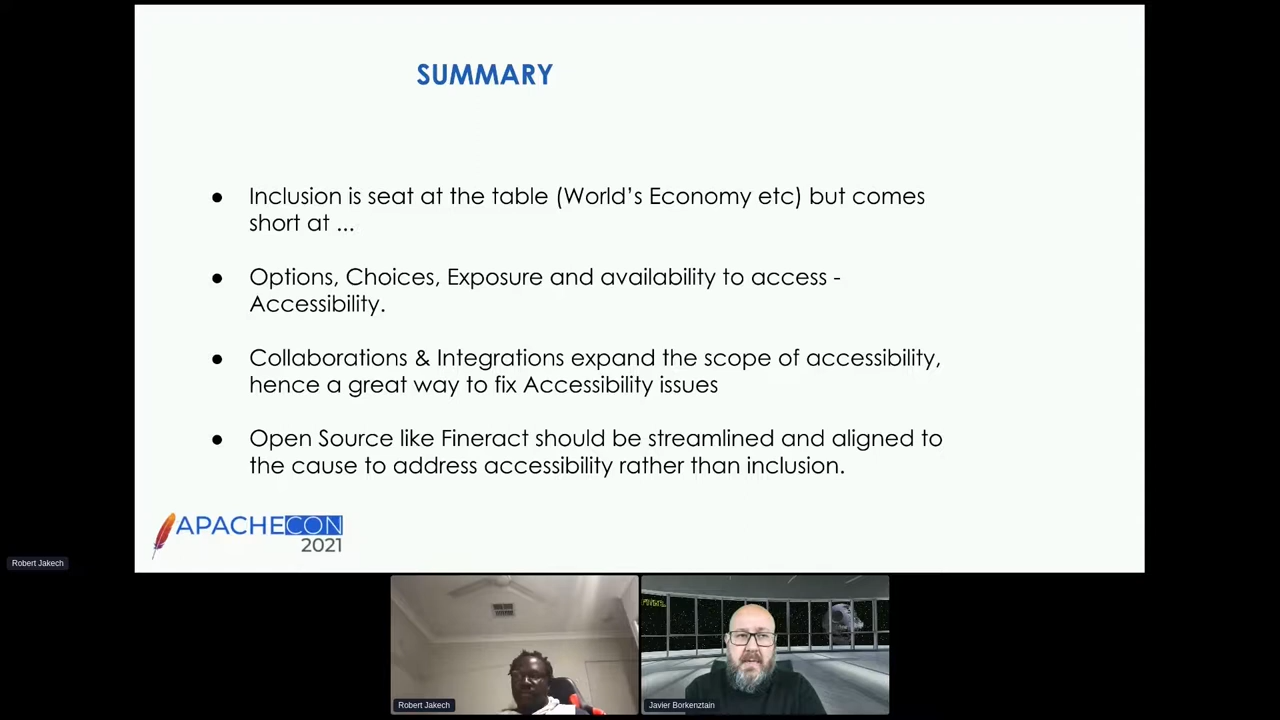 SUMMARY
● Inclusion is seat at the table (World's Economy etc) but comes
short at ...
● Options, Choices, Exposure and availability to access -
Accessibility.
● Collaborations & Integrations expand the scope of accessibility,
hence a great way to fix Accessibility issues
● Open Source like Fineract should be streamlined and aligned to
the cause to address accessibility rather than inclusion.
APACHECON
2021
Robert Jakech
Robert Jakech
Javier Borkenztain